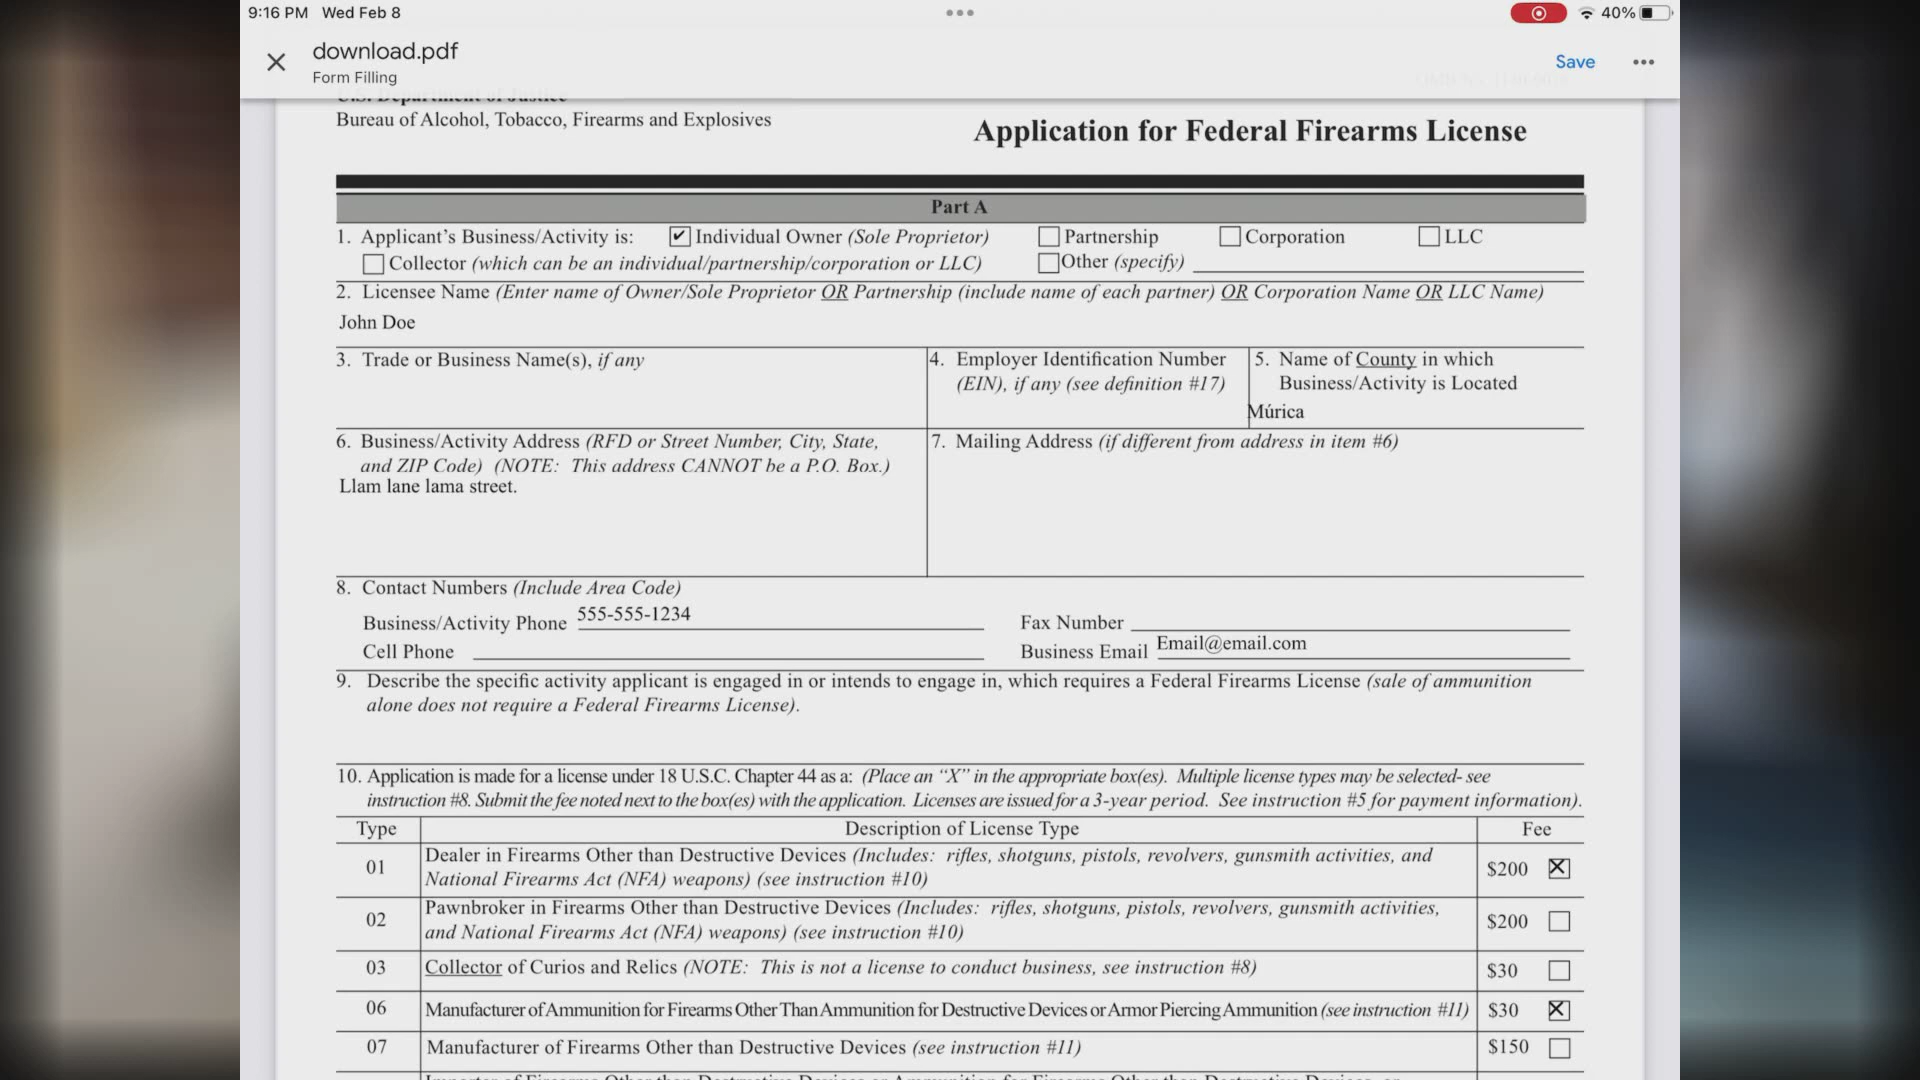 9:16 PM Wed Feb 8
40%
download.pdf
Form Filling
Save
U.S. Department of Justice
Bureau of Alcohol, Tobacco, Firearms and Explosives
Application for Federal Firearms License
Part A
1. Applicant's Business/Activity is: Individual Owner (Sole Proprietor) Partnership Corporation LLC
Collector (which can be an individual/partnership/corporation or LLC) Other (specify)
2. Licensee Name (Enter name of Owner/Sole Proprietor OR Partnership (include name of each partner) OR Corporation Name OR LLC Name)
John Doe
3. Trade or Business Name(s), if any
4. Employer Identification Number
(EIN), if any (see definition #17)
5. Name of County in which
Business/Activity is Located
Múrica
6. Business/Activity Address (RFD or Street Number, City, State,
and ZIP Code) (NOTE: This address CANNOT be a P.O. Box.)
Llam lane lama street.
7. Mailing Address (if different from address in item #6)
8. Contact Numbers (Include Area Code)
Business/Activity Phone 555-555-1234
Fax Number
Cell Phone
Business Email Email@email.com
9. Describe the specific activity applicant is engaged in or intends to engage in, which requires a Federal Firearms License (sale of ammunition
alone does not require a Federal Firearms License).
10. Application is made for a license under 18 U.S.C. Chapter 44 as a: (Place an "X" in the appropriate box(es). Multiple license types may be selected- see
instruction #8. Submit the fee noted next to the box(es) with the application. Licenses are issued for a 3-year period. See instruction #5 for payment information).
Type Description of License Type Fee
01 Dealer in Firearms Other than Destructive Devices (Includes: rifles, shotguns, pistols, revolvers, gunsmith activities, and
National Firearms Act (NFA) weapons) (see instruction #10) $200
02 Pawnbroker in Firearms Other than Destructive Devices (Includes: rifles, shotguns, pistols, revolvers, gunsmith activities,
and National Firearms Act (NFA) weapons) (see instruction #10) $200
03 Collector of Curios and Relics (NOTE: This is not a license to conduct business, see instruction #8) $30
06 Manufacturer of Ammunition for Firearms Other Than Ammunition for Destructive Devices or Armor Piercing Ammunition (see instruction #11) $30
07 Manufacturer of Firearms Other than Destructive Devices (see instruction #11) $150